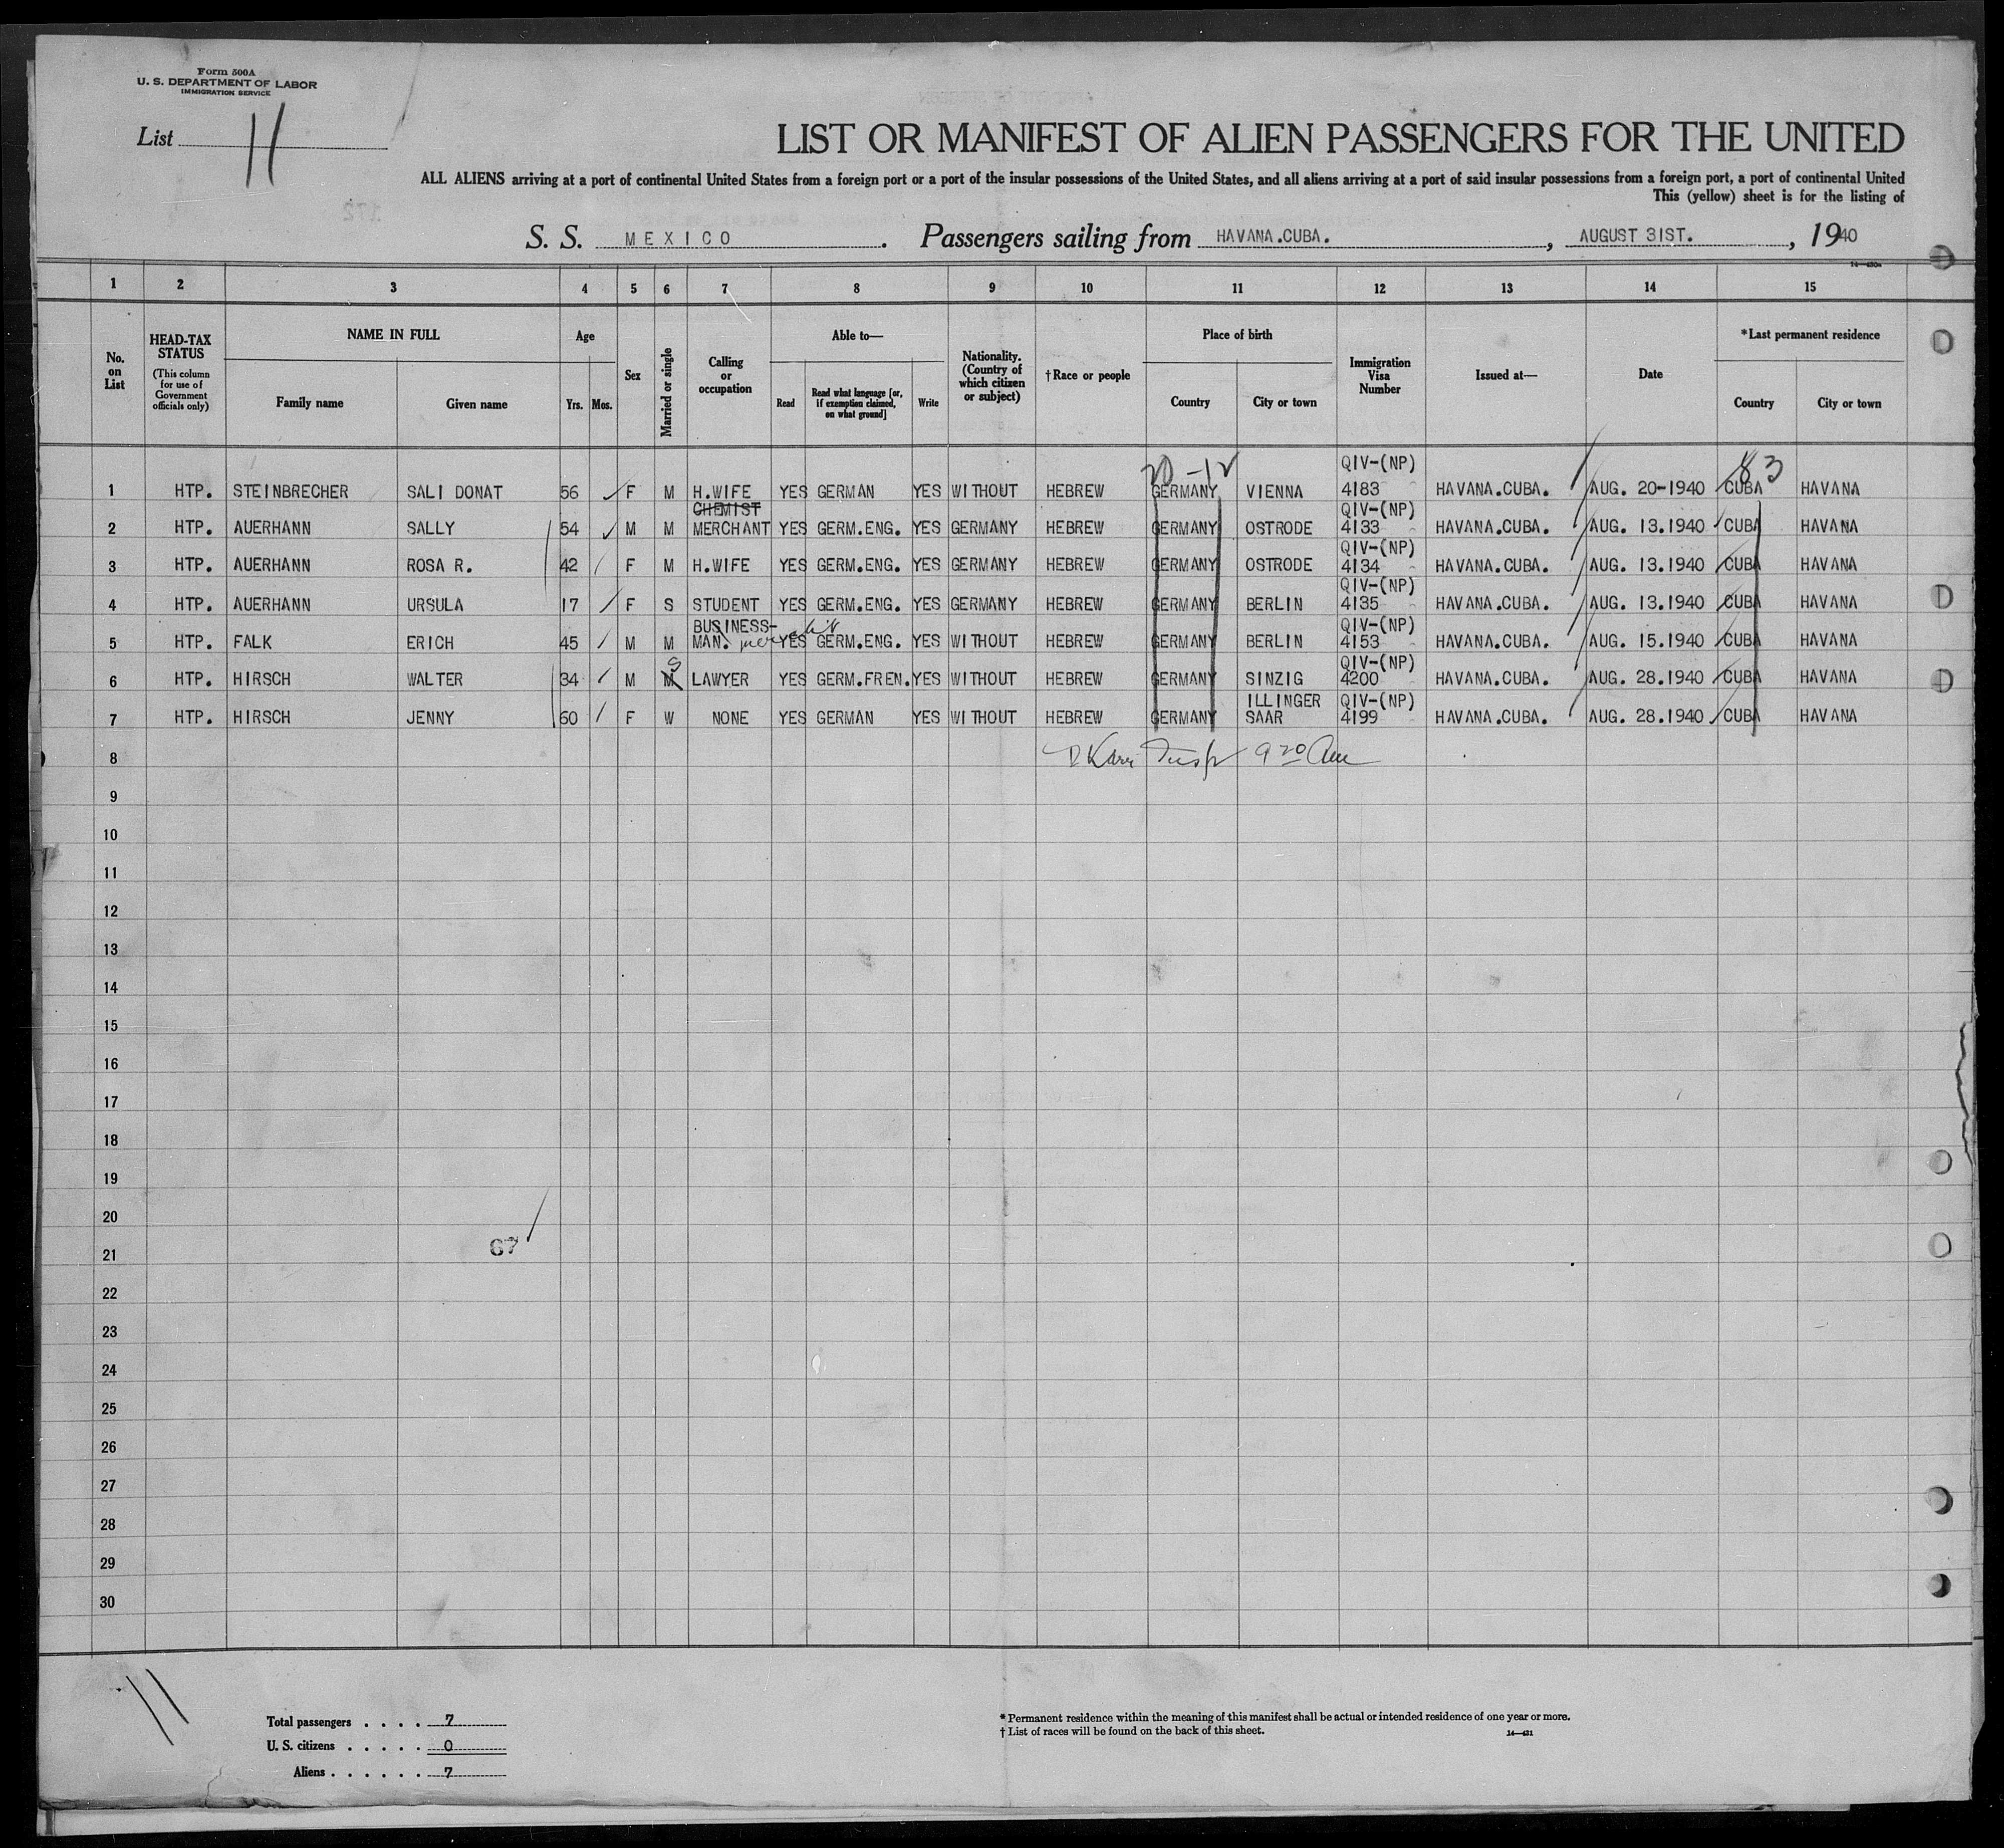 Form 500A
U. S. DEPARTMENT OF LABOR
IMMIGRATION SERVICE
List 11
LIST OR MANIFEST OF ALIEN PASSENGERS FOR THE UNITED
ALL ALIENS arriving at a port of continental United States from a foreign port or a port of the insular possessions of the United States, and all aliens arriving at a port of said insular possessions from a foreign port, a port of continental United
This (yellow) sheet is for the listing of
172
S. S. MEXICO. Passengers sailing from HAVANA.CUBA., AUGUST 31ST., 1940
1 2 3 4 5 6 7 8 9 10 11 12 13 14 15
No. on List
HEAD-TAX STATUS (This column for use of Government officials only)
NAME IN FULL Family name Given name
Age Yrs. Mos.
Sex
Married or single
Calling or occupation
Able to— Read Read what language [or, if exemption claimed, on what ground] Write
Nationality. (Country of which citizen or subject)
†Race or people
Place of birth Country City or town
Immigration Visa Number
Issued at—
Date
*Last permanent residence Country City or town
20-12 83
1 HTP. STEINBRECHER SALI DONAT 56 F M H.WIFE YES GERMAN YES WITHOUT HEBREW GERMANY VIENNA QIV-(NP) 4183 HAVANA.CUBA. AUG. 20-1940 CUBA HAVANA
2 HTP. AUERHANN SALLY 54 M M CHEMIST MERCHANT YES GERM.ENG. YES GERMANY HEBREW GERMANY OSTRODE QIV-(NP) 4133 HAVANA.CUBA. AUG. 13.1940 CUBA HAVANA
3 HTP. AUERHANN ROSA R. 42 F M H.WIFE YES GERM.ENG. YES GERMANY HEBREW GERMANY OSTRODE QIV-(NP) 4134 HAVANA.CUBA. AUG. 13.1940 CUBA HAVANA
4 HTP. AUERHANN URSULA 17 F S STUDENT YES GERM.ENG. YES GERMANY HEBREW GERMANY BERLIN QIV-(NP) 4135 HAVANA.CUBA. AUG. 13.1940 CUBA HAVANA
5 HTP. FALK ERICH 45 M M BUSINESS-MAN. YES GERM.ENG. YES WITHOUT HEBREW GERMANY BERLIN QIV-(NP) 4153 HAVANA.CUBA. AUG. 15.1940 CUBA HAVANA
6 HTP. HIRSCH WALTER 34 M M S LAWYER YES GERM.FREN. YES WITHOUT HEBREW GERMANY SINZIG QIV-(NP) 4200 HAVANA.CUBA. AUG. 28.1940 CUBA HAVANA
7 HTP. HIRSCH JENNY 60 F W NONE YES GERMAN YES WITHOUT HEBREW GERMANY ILLINGER SAAR QIV-(NP) 4199 HAVANA.CUBA. AUG. 28.1940 CUBA HAVANA
8 Insp 9 20 Am
9
10
11
12
13
14
15
16
17
18
19
20
21 67
22
23
24
25
26
27
28
29
30
11
Total passengers . . . . 7
U. S. citizens . . . . . 0
Aliens . . . . . . 7
* Permanent residence within the meaning of this manifest shall be actual or intended residence of one year or more.
† List of races will be found on the back of this sheet.
14—431